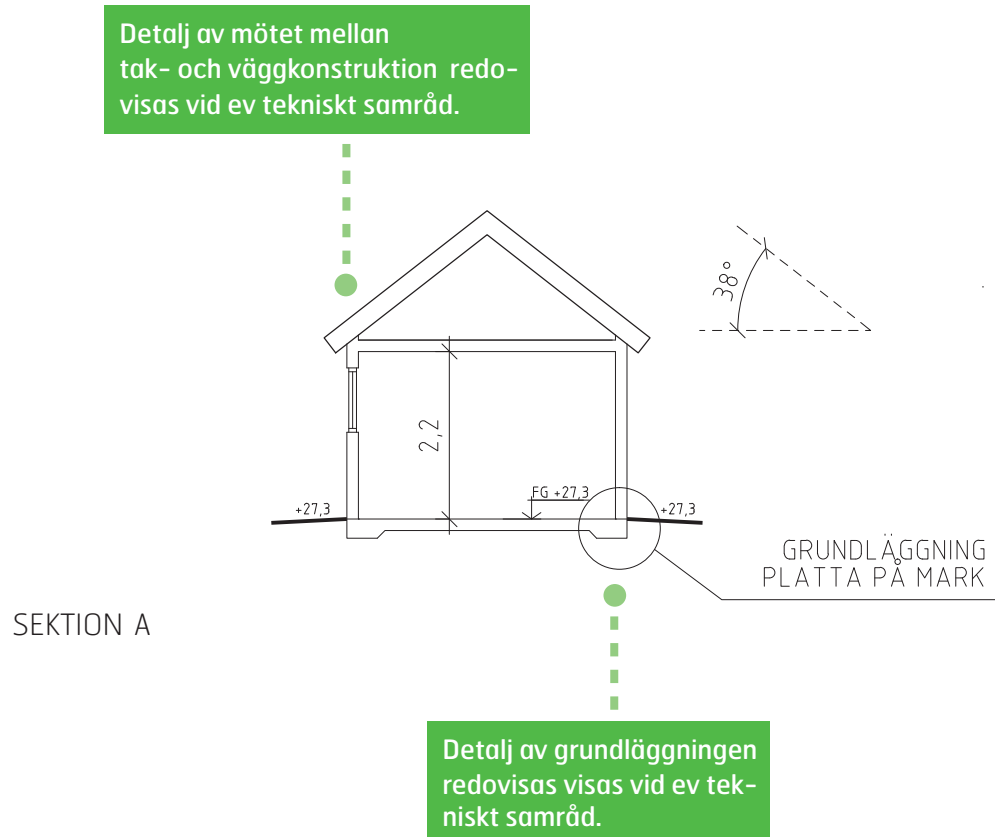 Detalj av mötet mellan
tak- och väggkonstruktion redo-
visas vid ev tekniskt samråd.
38°
2,2
FG +27,3
+27,3
+27,3
GRUNDLÄGGNING
PLATTA PÅ MARK
SEKTION A
Detalj av grundläggningen
redovisas visas vid ev tek-
niskt samråd.